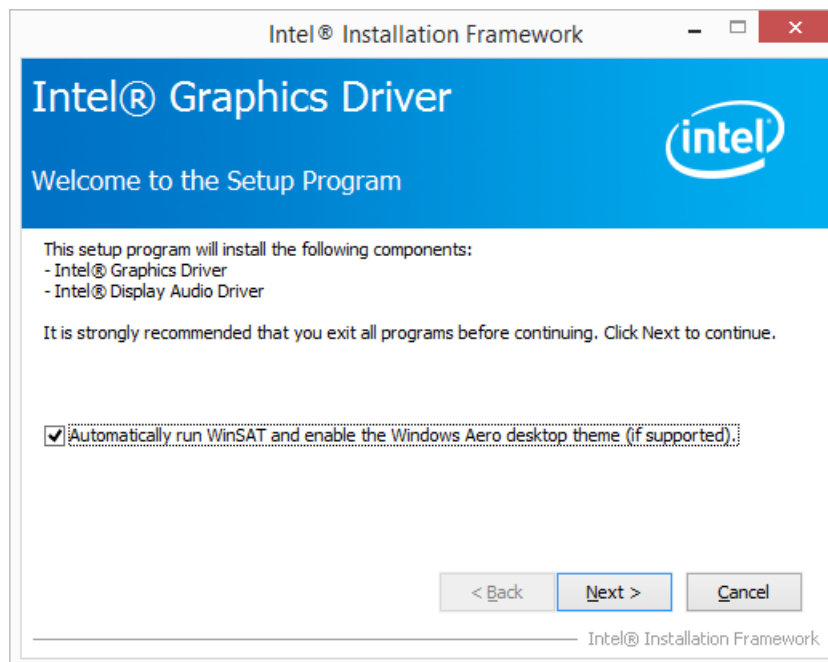 Intel® Installation Framework
Intel® Graphics Driver
intel
Welcome to the Setup Program
This setup program will install the following components:
- Intel® Graphics Driver
- Intel® Display Audio Driver
It is strongly recommended that you exit all programs before continuing. Click Next to continue.
Automatically run WinSAT and enable the Windows Aero desktop theme (if supported).
< Back
Next >
Cancel
Intel® Installation Framework